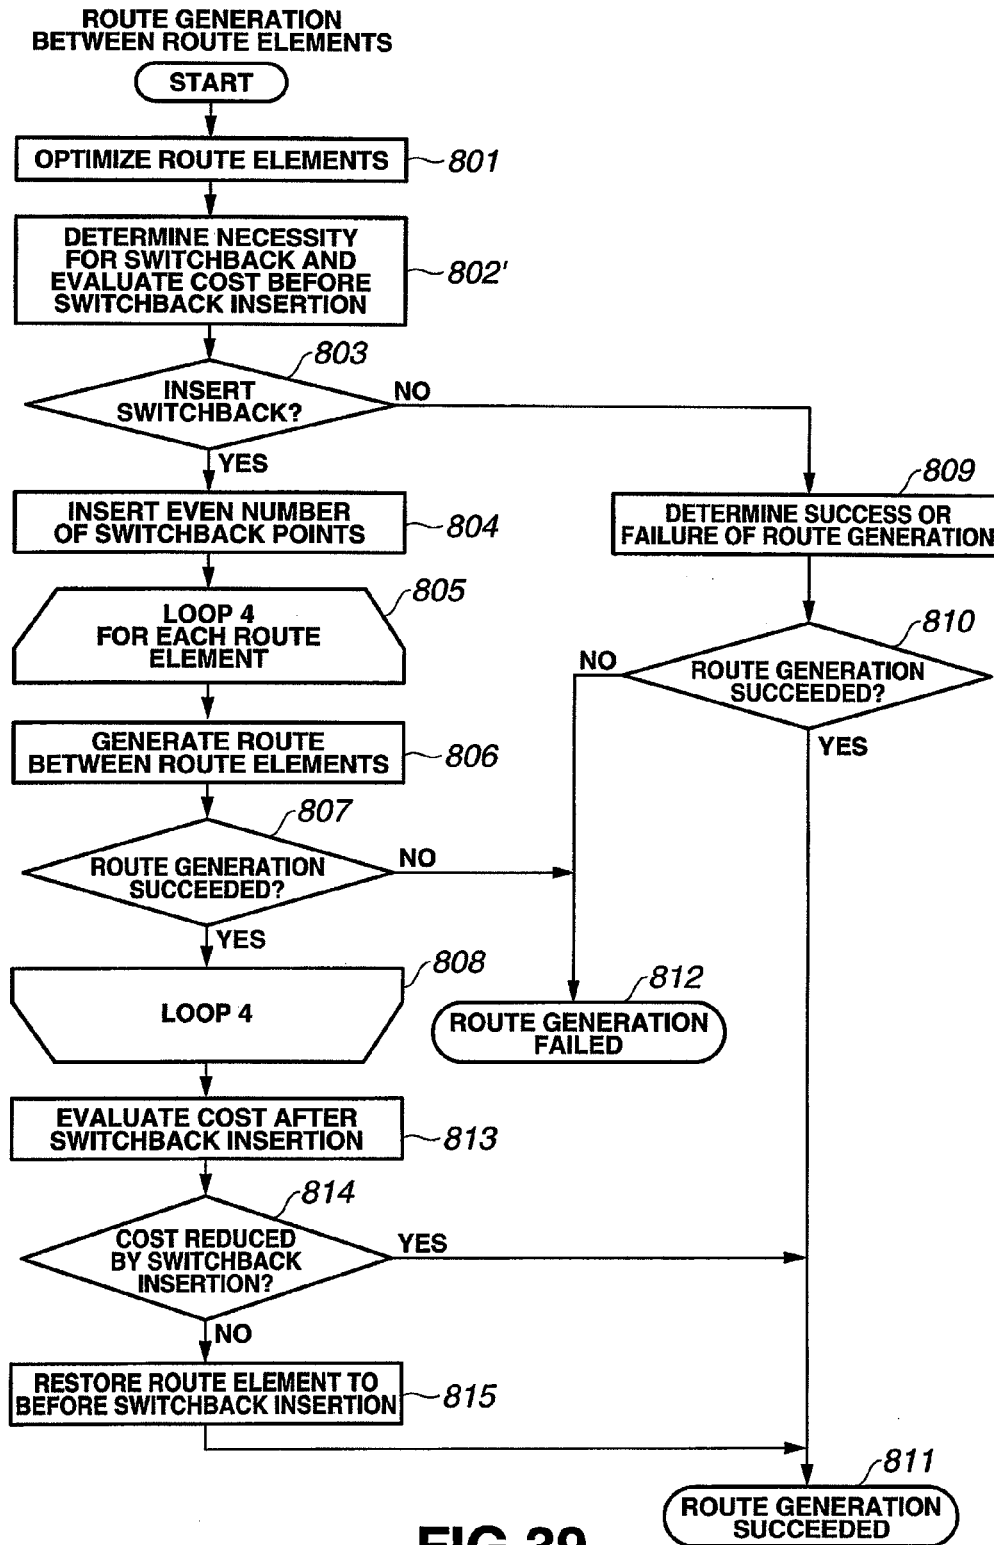 ROUTE GENERATION
BETWEEN ROUTE ELEMENTS
START
OPTIMIZE ROUTE ELEMENTS
801
DETERMINE NECESSITY
FOR SWITCHBACK AND
EVALUATE COST BEFORE
SWITCHBACK INSERTION
802'
803
INSERT
SWITCHBACK?
NO
YES
INSERT EVEN NUMBER
OF SWITCHBACK POINTS
804
809
DETERMINE SUCCESS OR
FAILURE OF ROUTE GENERATION
805
LOOP 4
FOR EACH ROUTE
ELEMENT
810
ROUTE GENERATION
SUCCEEDED?
NO
YES
GENERATE ROUTE
BETWEEN ROUTE ELEMENTS
806
807
ROUTE GENERATION
SUCCEEDED?
NO
YES
808
LOOP 4
812
ROUTE GENERATION
FAILED
EVALUATE COST AFTER
SWITCHBACK INSERTION
813
814
COST REDUCED
BY SWITCHBACK
INSERTION?
YES
NO
RESTORE ROUTE ELEMENT TO
BEFORE SWITCHBACK INSERTION
815
811
ROUTE GENERATION
SUCCEEDED
FIG.39